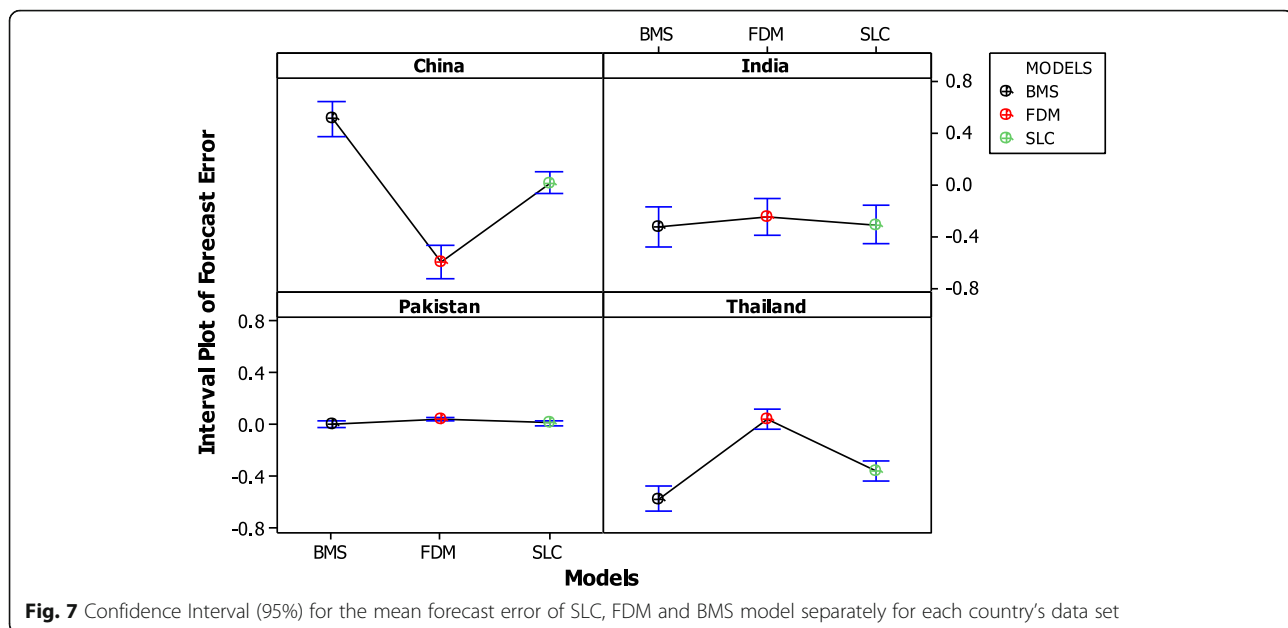 BMS FDM SLC
China India
MODELS
BMS
FDM
SLC
0.8
0.4
0.0
-0.4
-0.8
Interval Plot of Forecast Error
Pakistan Thailand
0.8
0.4
0.0
-0.4
-0.8
BMS FDM SLC
Models
Fig. 7 Confidence Interval (95%) for the mean forecast error of SLC, FDM and BMS model separately for each country's data set